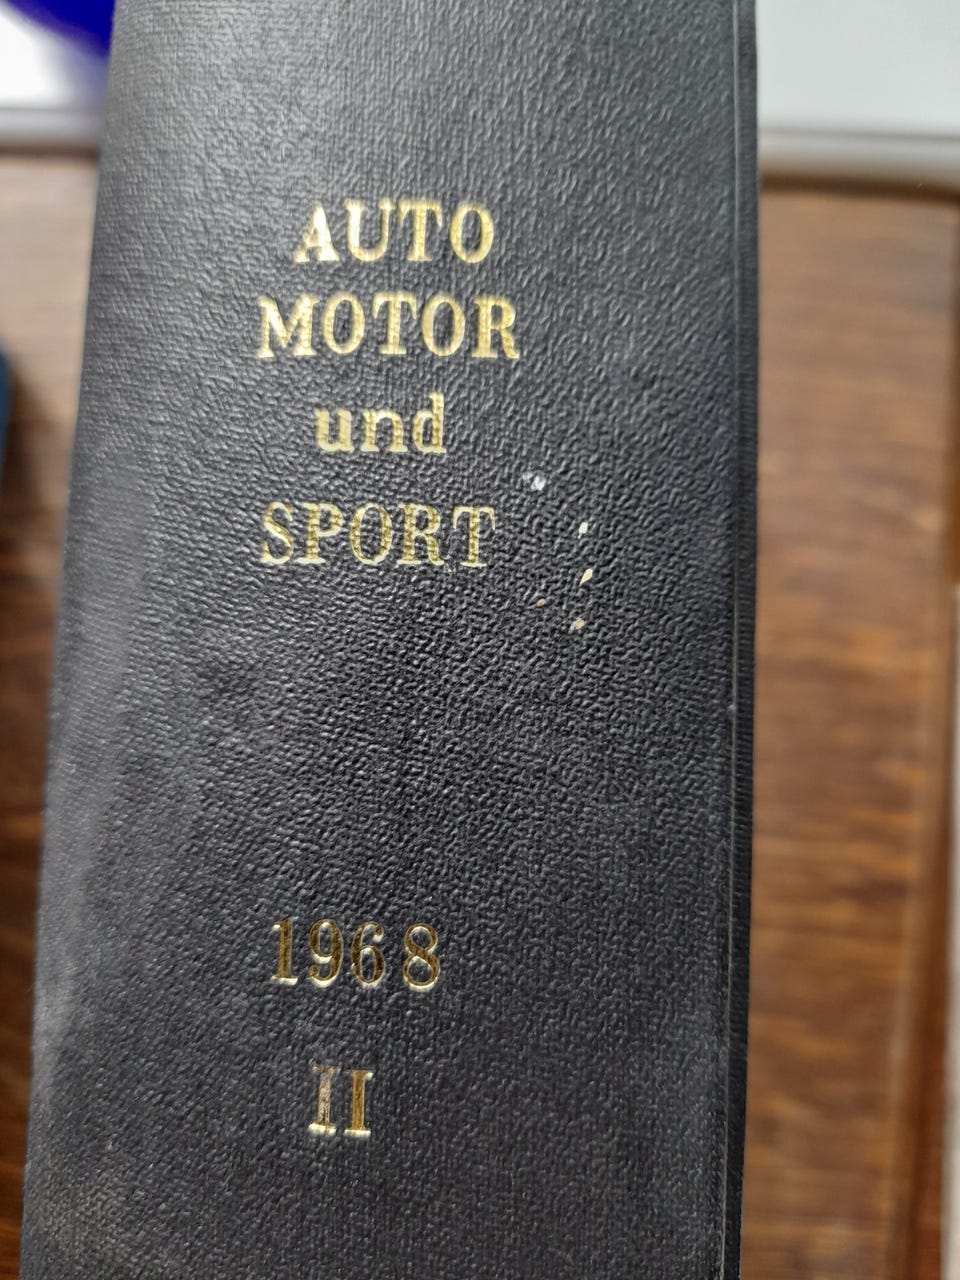 AUTO
MOTOR
und
SPORT
1968
II